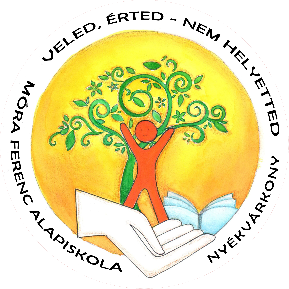 VELED, ÉRTED - NEM HELYETTED
MÓRA FERENC ALAPISKOLA
NYÉKVÁRKONY